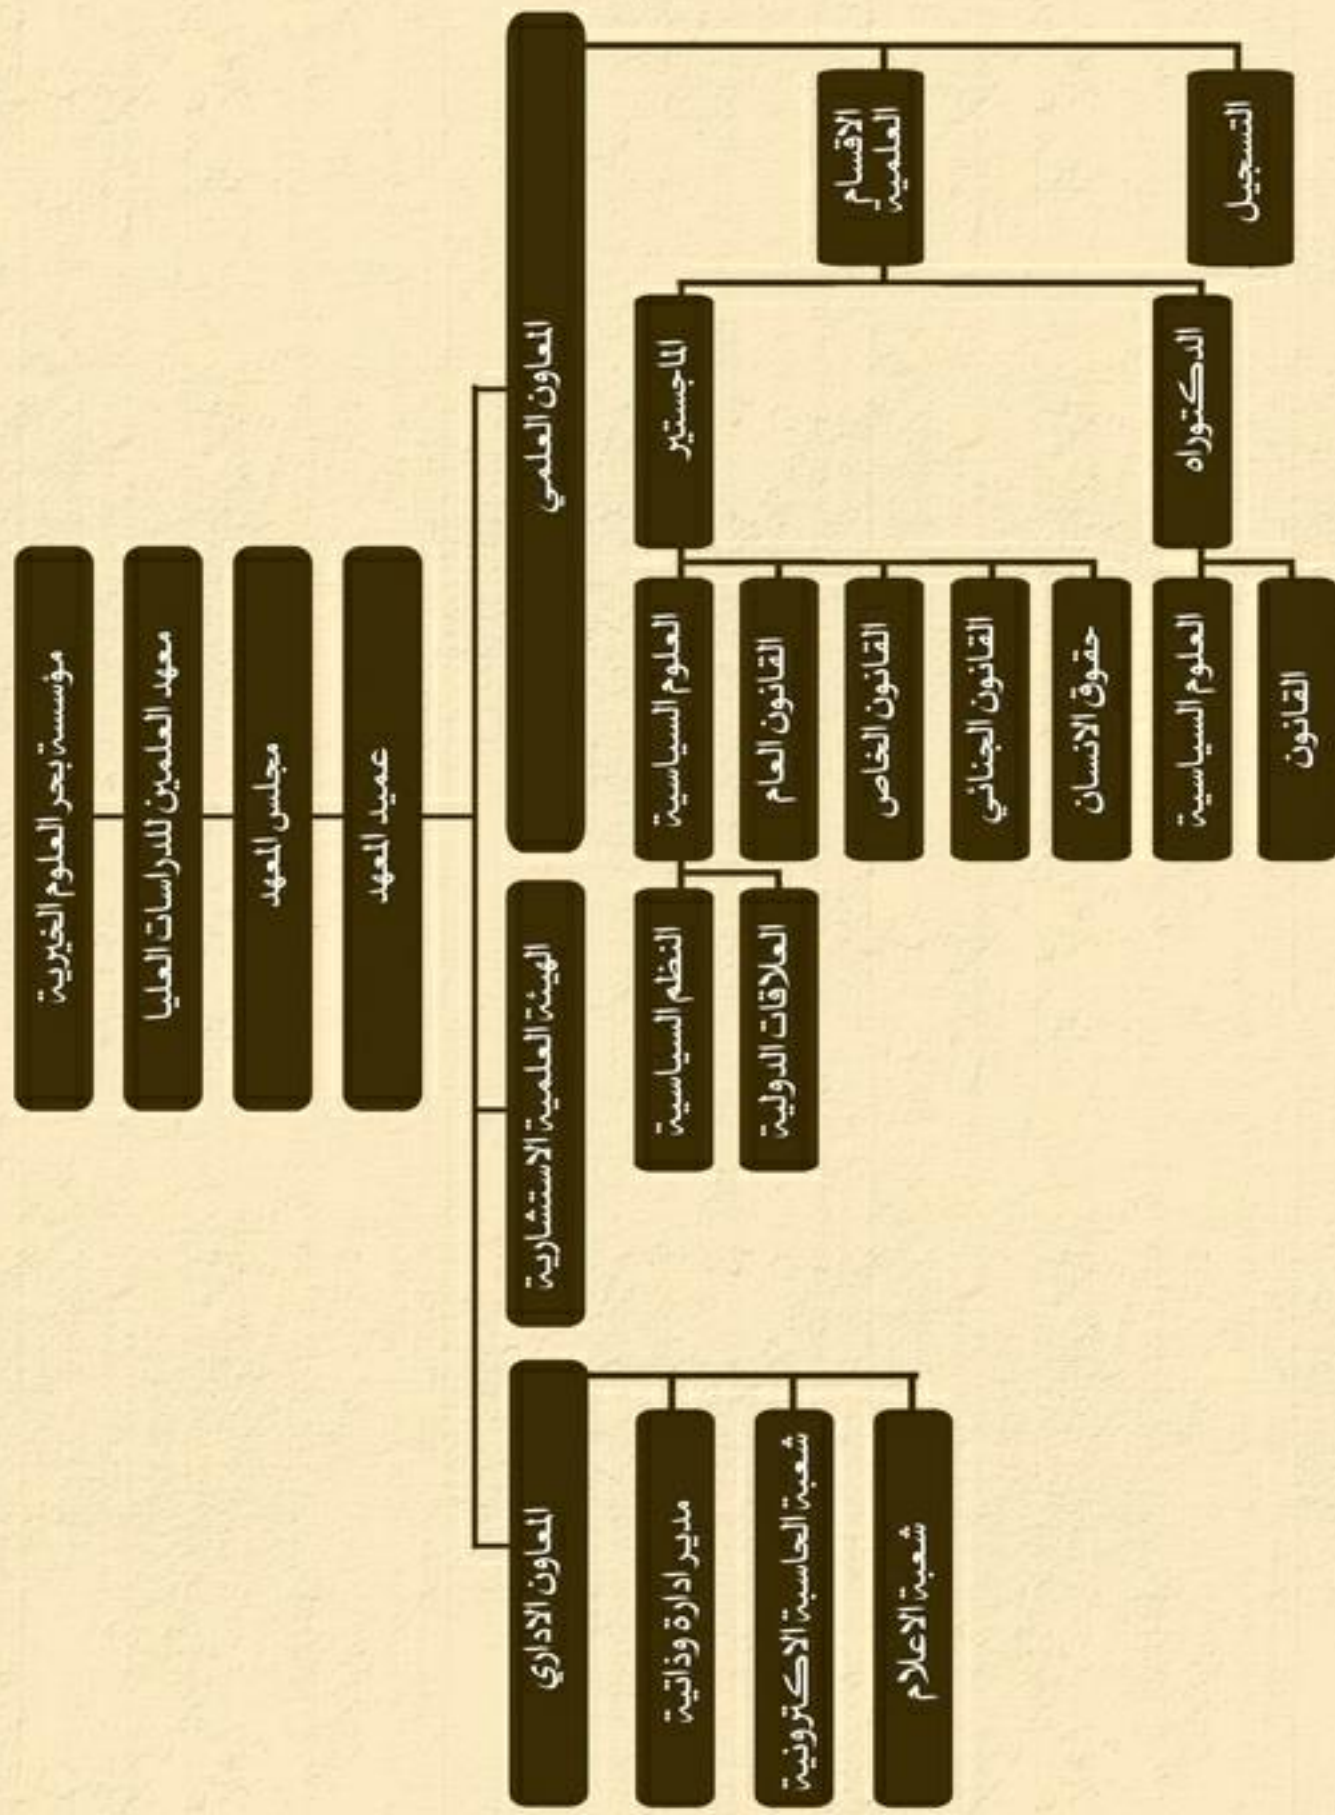 مؤسسة بحر العلوم الخيرية
معهد العلمين للدراسات العليا
مجلس المعهد
عميد المعهد
المعاون العلمي
الهيئة العلمية الاستشارية
المعاون الاداري
الاقسام
العلمية
التسجيل
الماجستير
الدكتوراه
العلوم السياسية
القانون العام
القانون الخاص
القانون الجنائي
حقوق الانسان
العلوم السياسية
القانون
النظم السياسية
العلاقات الدولية
مدير ادارة وذاتية
شعبة الحاسبة الاكترونية
شعبة الاعلام